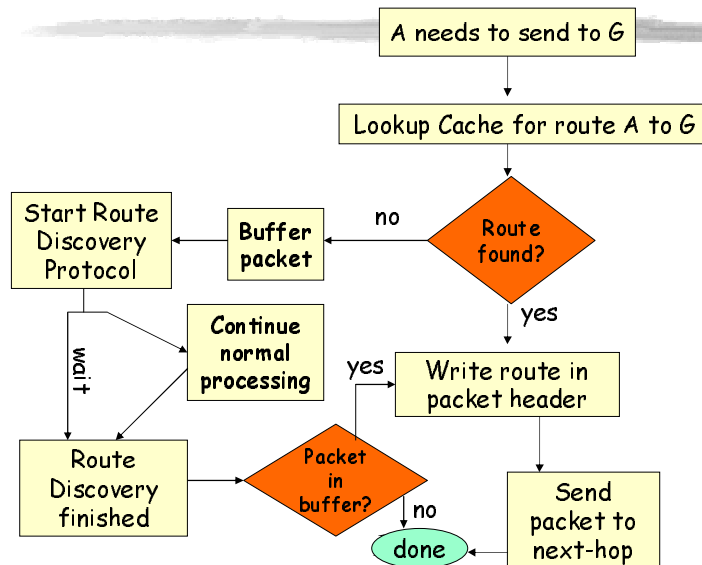 A needs to send to G
Lookup Cache for route A to G
Route
found?
no
Buffer
packet
Start Route
Discovery
Protocol
yes
wait
Continue
normal
processing
yes
Write route in
packet header
Route
Discovery
finished
Packet
in
buffer?
no
Send
packet to
next-hop
done